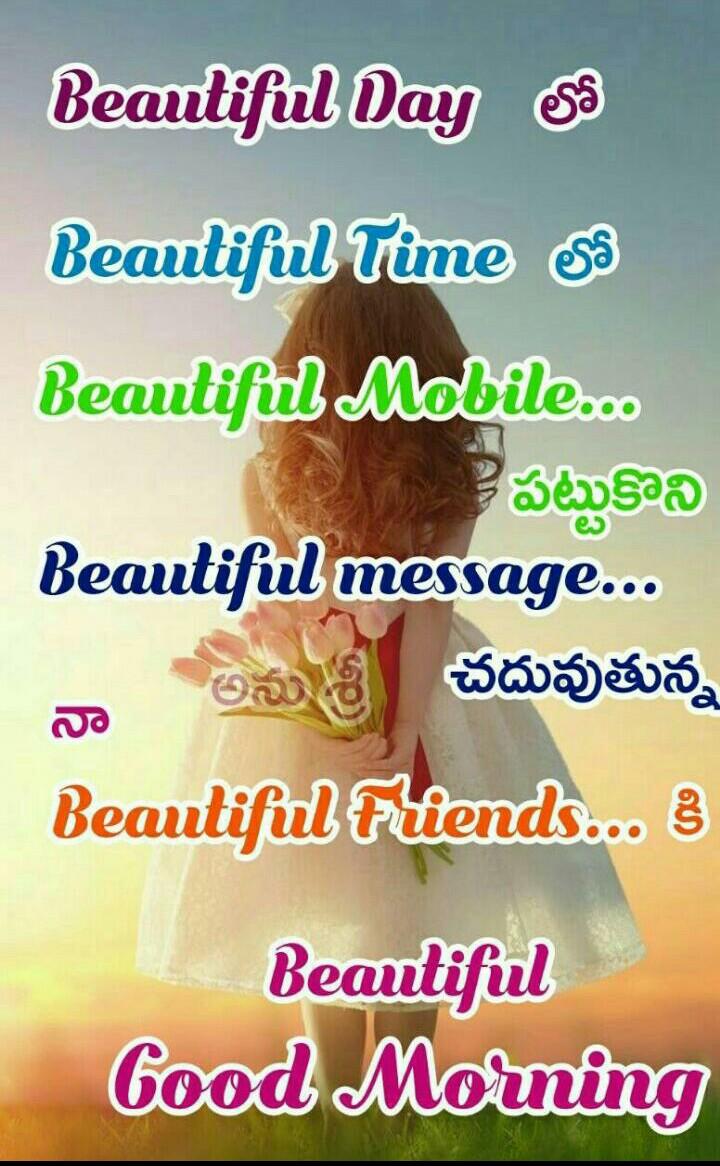 Beautiful Day లో
Beautiful Time లో
Beautiful Mobile...
పట్టుకొని
Beautiful message...
చదువుతున్న
అను శ్రీ
నా
Beautiful Friends... కి
Beautiful
Good Morning